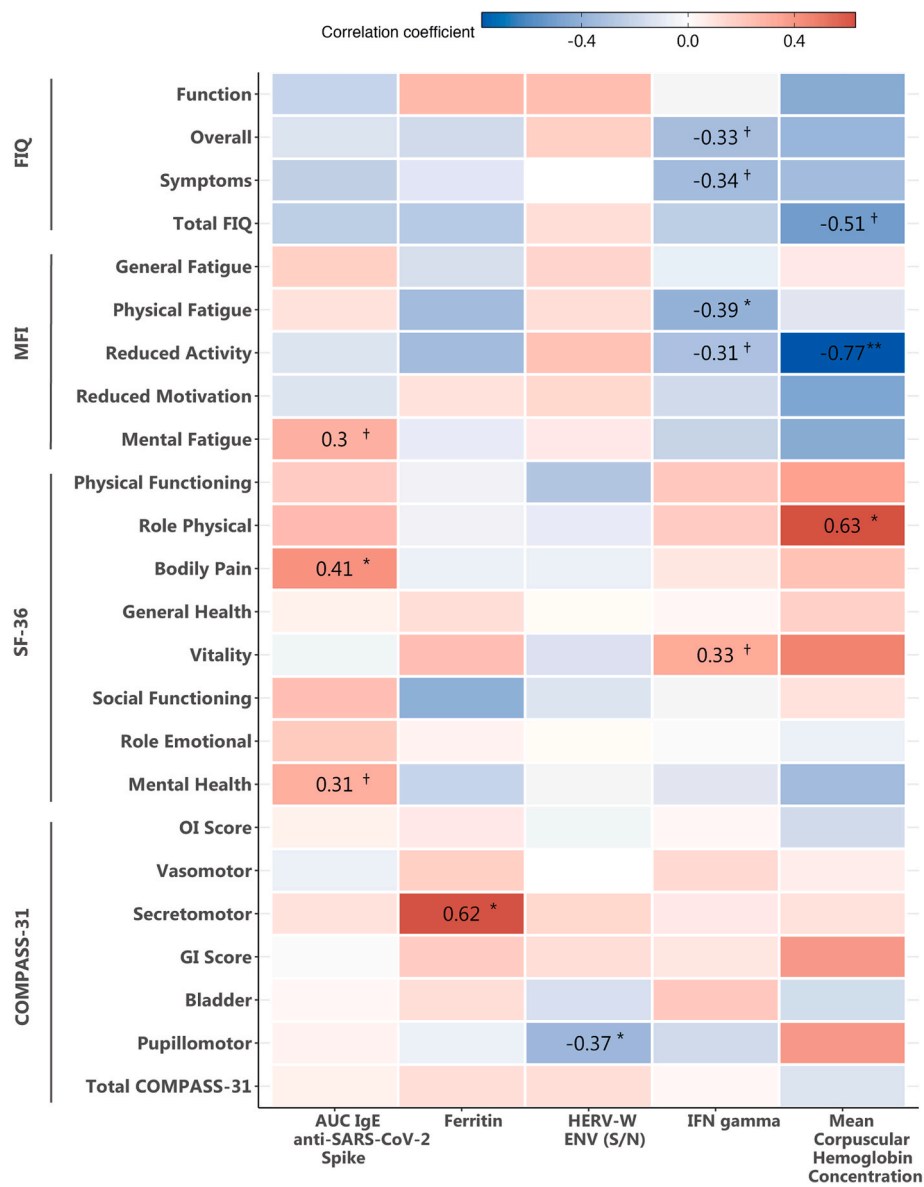 Correlation coefficient
-0.4 0.0 0.4
FIQ
Function
Overall -0.33 †
Symptoms -0.34 †
Total FIQ -0.51 †
MFI
General Fatigue
Physical Fatigue -0.39 *
Reduced Activity -0.31 † -0.77**
Reduced Motivation
Mental Fatigue 0.3 †
SF-36
Physical Functioning
Role Physical 0.63 *
Bodily Pain 0.41 *
General Health
Vitality 0.33 †
Social Functioning
Role Emotional
Mental Health 0.31 †
COMPASS-31
OI Score
Vasomotor
Secretomotor 0.62 *
GI Score
Bladder
Pupillomotor -0.37 *
Total COMPASS-31
AUC IgE
anti-SARS-CoV-2
Spike
Ferritin
HERV-W
ENV (S/N)
IFN gamma
Mean
Corpuscular
Hemoglobin
Concentration